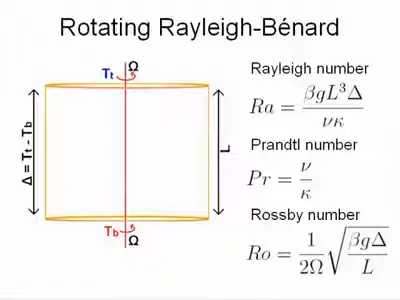 Rotating Rayleigh-Bénard
Ω
Tt
Δ = Tt - Tb
L
Tb
Ω
Rayleigh number
Ra = βgL³Δ / νκ
Prandtl number
Pr = ν / κ
Rossby number
Ro = 1 / 2Ω √(βgΔ / L)